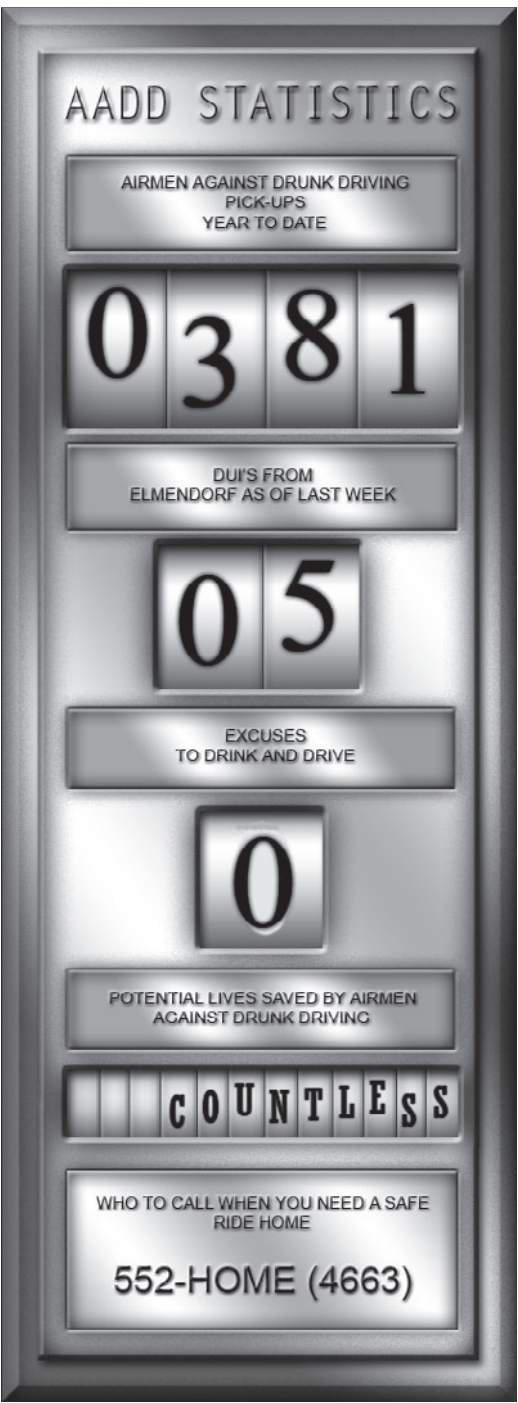 AADD STATISTICS
AIRMEN AGAINST DRUNK DRIVING
PICK-UPS
YEAR TO DATE
0381
DUI'S FROM
ELMENDORF AS OF LAST WEEK
05
EXCUSES
TO DRINK AND DRIVE
0
POTENTIAL LIVES SAVED BY AIRMEN
AGAINST DRUNK DRIVING
COUNTLESS
WHO TO CALL WHEN YOU NEED A SAFE
RIDE HOME
552-HOME (4663)